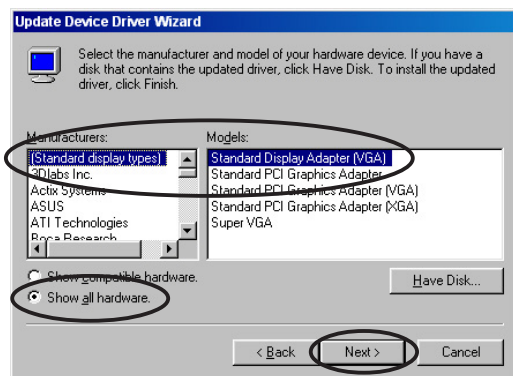 Update Device Driver Wizard
Select the manufacturer and model of your hardware device. If you have a
disk that contains the updated driver, click Have Disk. To install the updated
driver, click Finish.
Manufacturers:
(Standard display types)
3Dlabs Inc.
Actix Systems
ASUS
ATI Technologies
Boca Research
Models:
Standard Display Adapter (VGA)
Standard PCI Graphics Adapter
Standard PCI Graphics Adapter (VGA)
Standard PCI Graphics Adapter (XGA)
Super VGA
Show compatible hardware.
Show all hardware.
Have Disk...
< Back
Next >
Cancel